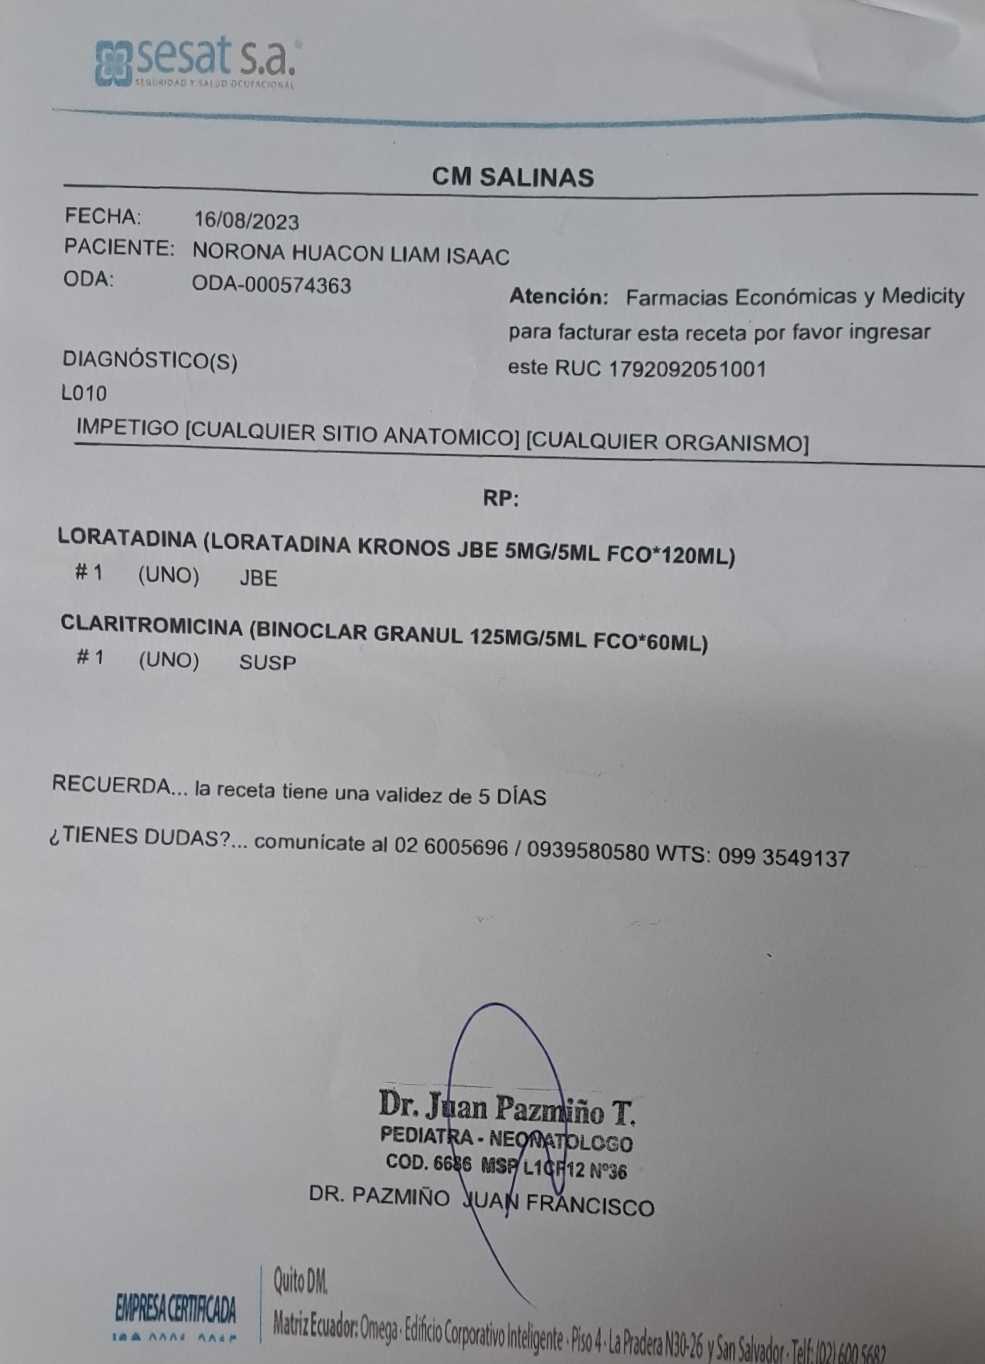 sesat s.a.®
SEGURIDAD Y SALUD OCUPACIONAL
CM SALINAS
FECHA: 16/08/2023
PACIENTE: NORONA HUACON LIAM ISAAC
ODA: ODA-000574363
Atención: Farmacias Económicas y Medicity
para facturar esta receta por favor ingresar
este RUC 1792092051001
DIAGNÓSTICO(S)
L010
IMPETIGO [CUALQUIER SITIO ANATOMICO] [CUALQUIER ORGANISMO]
RP:
LORATADINA (LORATADINA KRONOS JBE 5MG/5ML FCO*120ML)
# 1 (UNO) JBE
CLARITROMICINA (BINOCLAR GRANUL 125MG/5ML FCO*60ML)
# 1 (UNO) SUSP
RECUERDA... la receta tiene una validez de 5 DÍAS
¿TIENES DUDAS?... comunícate al 02 6005696 / 0939580580 WTS: 099 3549137
Dr. Juan Pazmiño T.
PEDIATRA - NEONATOLOGO
COD. 6686 MSP L1CF12 Nº36
DR. PAZMIÑO JUAN FRANCISCO
Quito DM.
EMPRESA CERTIFICADA
Matriz Ecuador: Omega · Edificio Corporativo Inteligente · Piso 4 · La Pradera N30-26 y San Salvador · Telf: (02) 600 5682